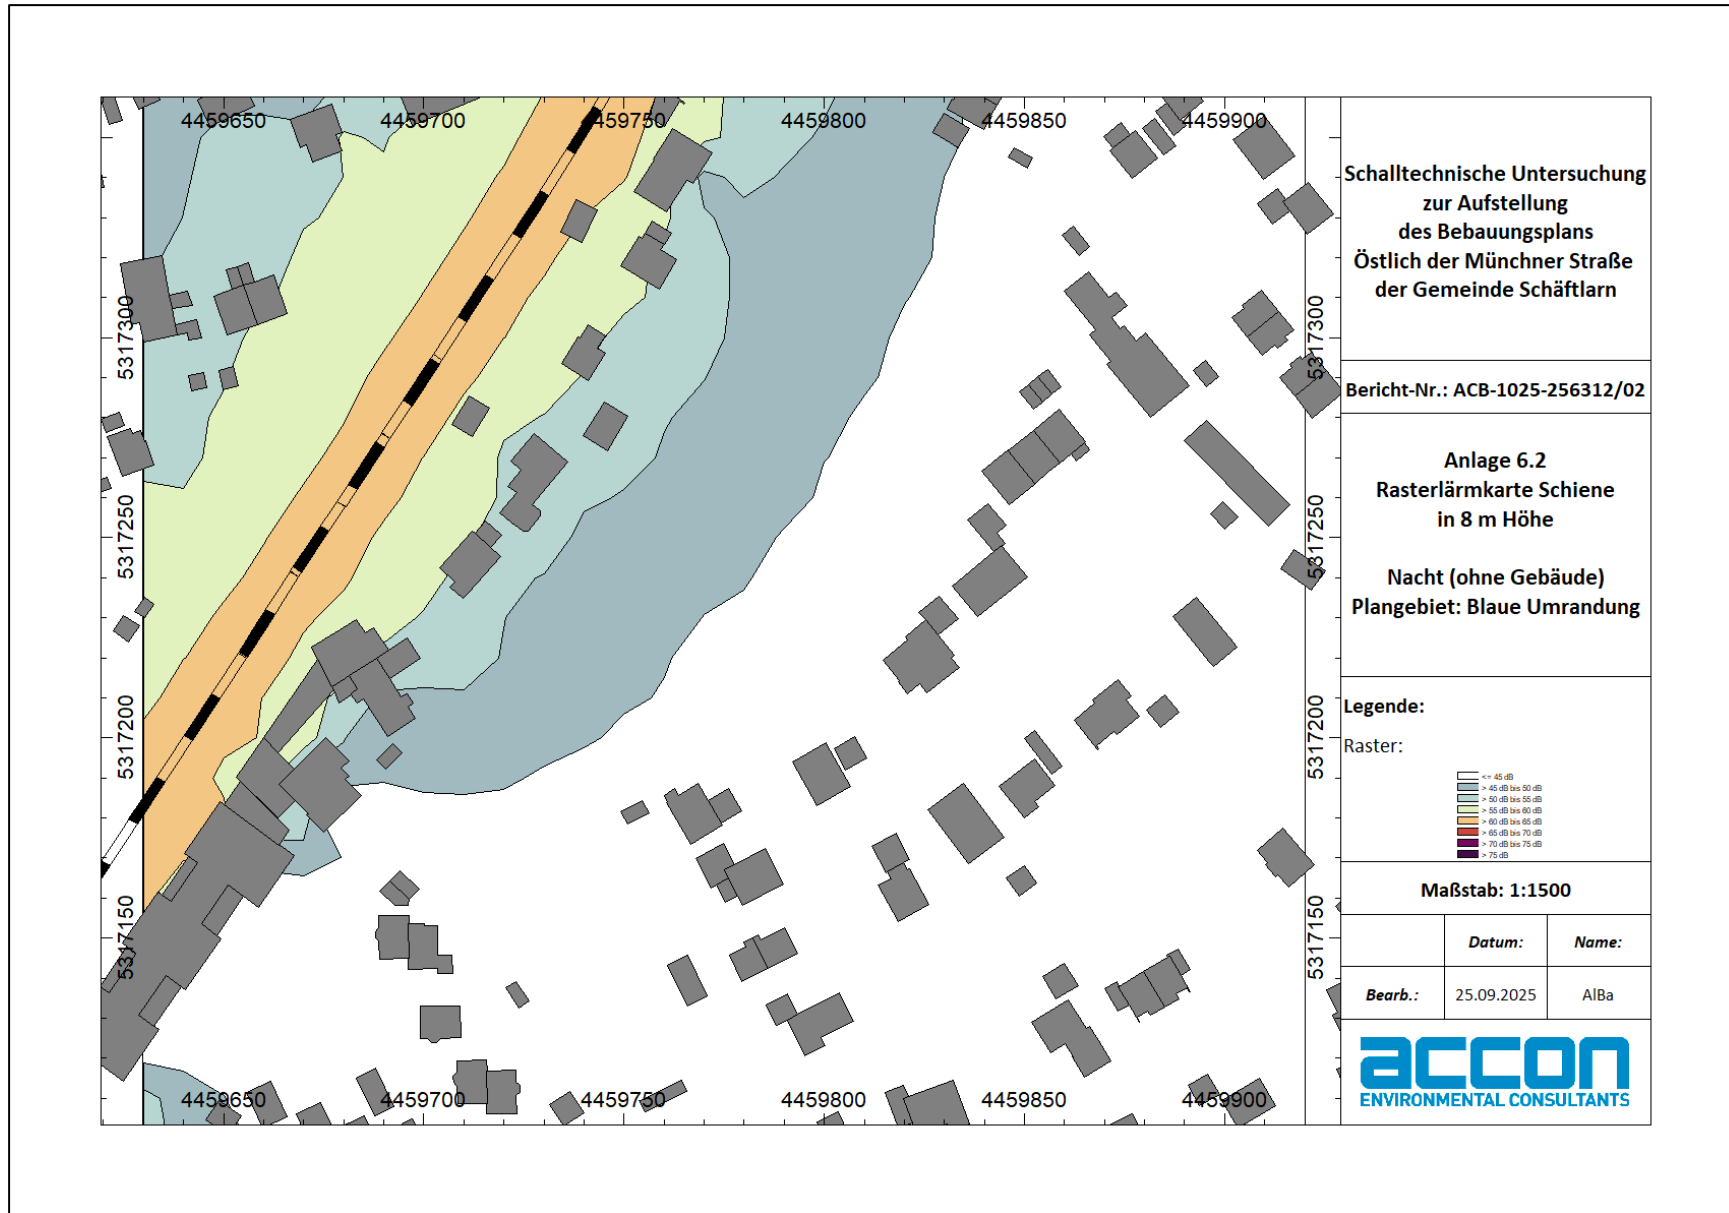 4459650 4459700 4459750 4459800 4459850 4459900
5317300 5317300
5317250 5317250
5317200 5317200
5317150 5317150
4459650 4459700 4459750 4459800 4459850 4459900
Schalltechnische Untersuchung
zur Aufstellung
des Bebauungsplans
Östlich der Münchner Straße
der Gemeinde Schäftlarn
Bericht-Nr.: ACB-1025-256312/02
Anlage 6.2
Rasterlärmkarte Schiene
in 8 m Höhe
Nacht (ohne Gebäude)
Plangebiet: Blaue Umrandung
Legende:
Raster:
<= 45 dB
> 45 dB bis 50 dB
> 50 dB bis 55 dB
> 55 dB bis 60 dB
> 60 dB bis 65 dB
> 65 dB bis 70 dB
> 70 dB bis 75 dB
> 75 dB
Maßstab: 1:1500
Datum: Name:
Bearb.: 25.09.2025 AlBa
accon
ENVIRONMENTAL CONSULTANTS